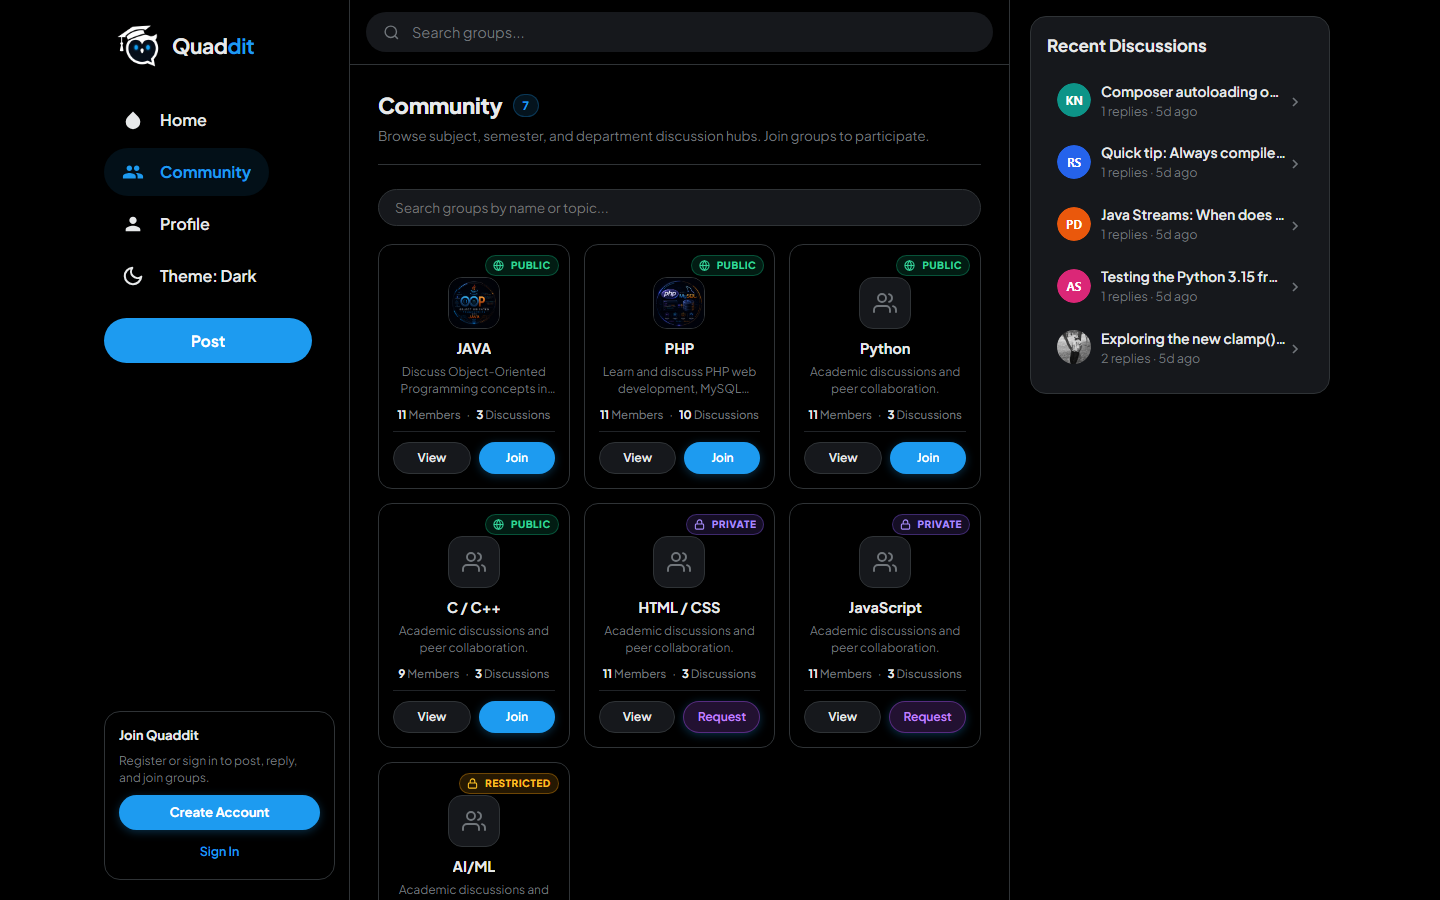 Quaddit
Home
Community
Profile
Theme: Dark
Post
Join Quaddit
Register or sign in to post, reply,
and join groups.
Create Account
Sign In
Search groups...
Community 7
Browse subject, semester, and department discussion hubs. Join groups to participate.
Search groups by name or topic...
PUBLIC
JAVA
Discuss Object-Oriented
Programming concepts in...
11 Members · 3 Discussions
View Join
PUBLIC
php
PHP
Learn and discuss PHP web
development, MySQL...
11 Members · 10 Discussions
View Join
PUBLIC
Python
Academic discussions and
peer collaboration.
11 Members · 3 Discussions
View Join
PUBLIC
C / C++
Academic discussions and
peer collaboration.
9 Members · 3 Discussions
View Join
PRIVATE
HTML / CSS
Academic discussions and
peer collaboration.
11 Members · 3 Discussions
View Request
PRIVATE
JavaScript
Academic discussions and
peer collaboration.
11 Members · 3 Discussions
View Request
RESTRICTED
AI/ML
Academic discussions and
Recent Discussions
KN
Composer autoloading o...
1 replies · 5d ago
RS
Quick tip: Always compile...
1 replies · 5d ago
PD
Java Streams: When does ...
1 replies · 5d ago
AS
Testing the Python 3.15 fr...
1 replies · 5d ago
Exploring the new clamp()...
2 replies · 5d ago